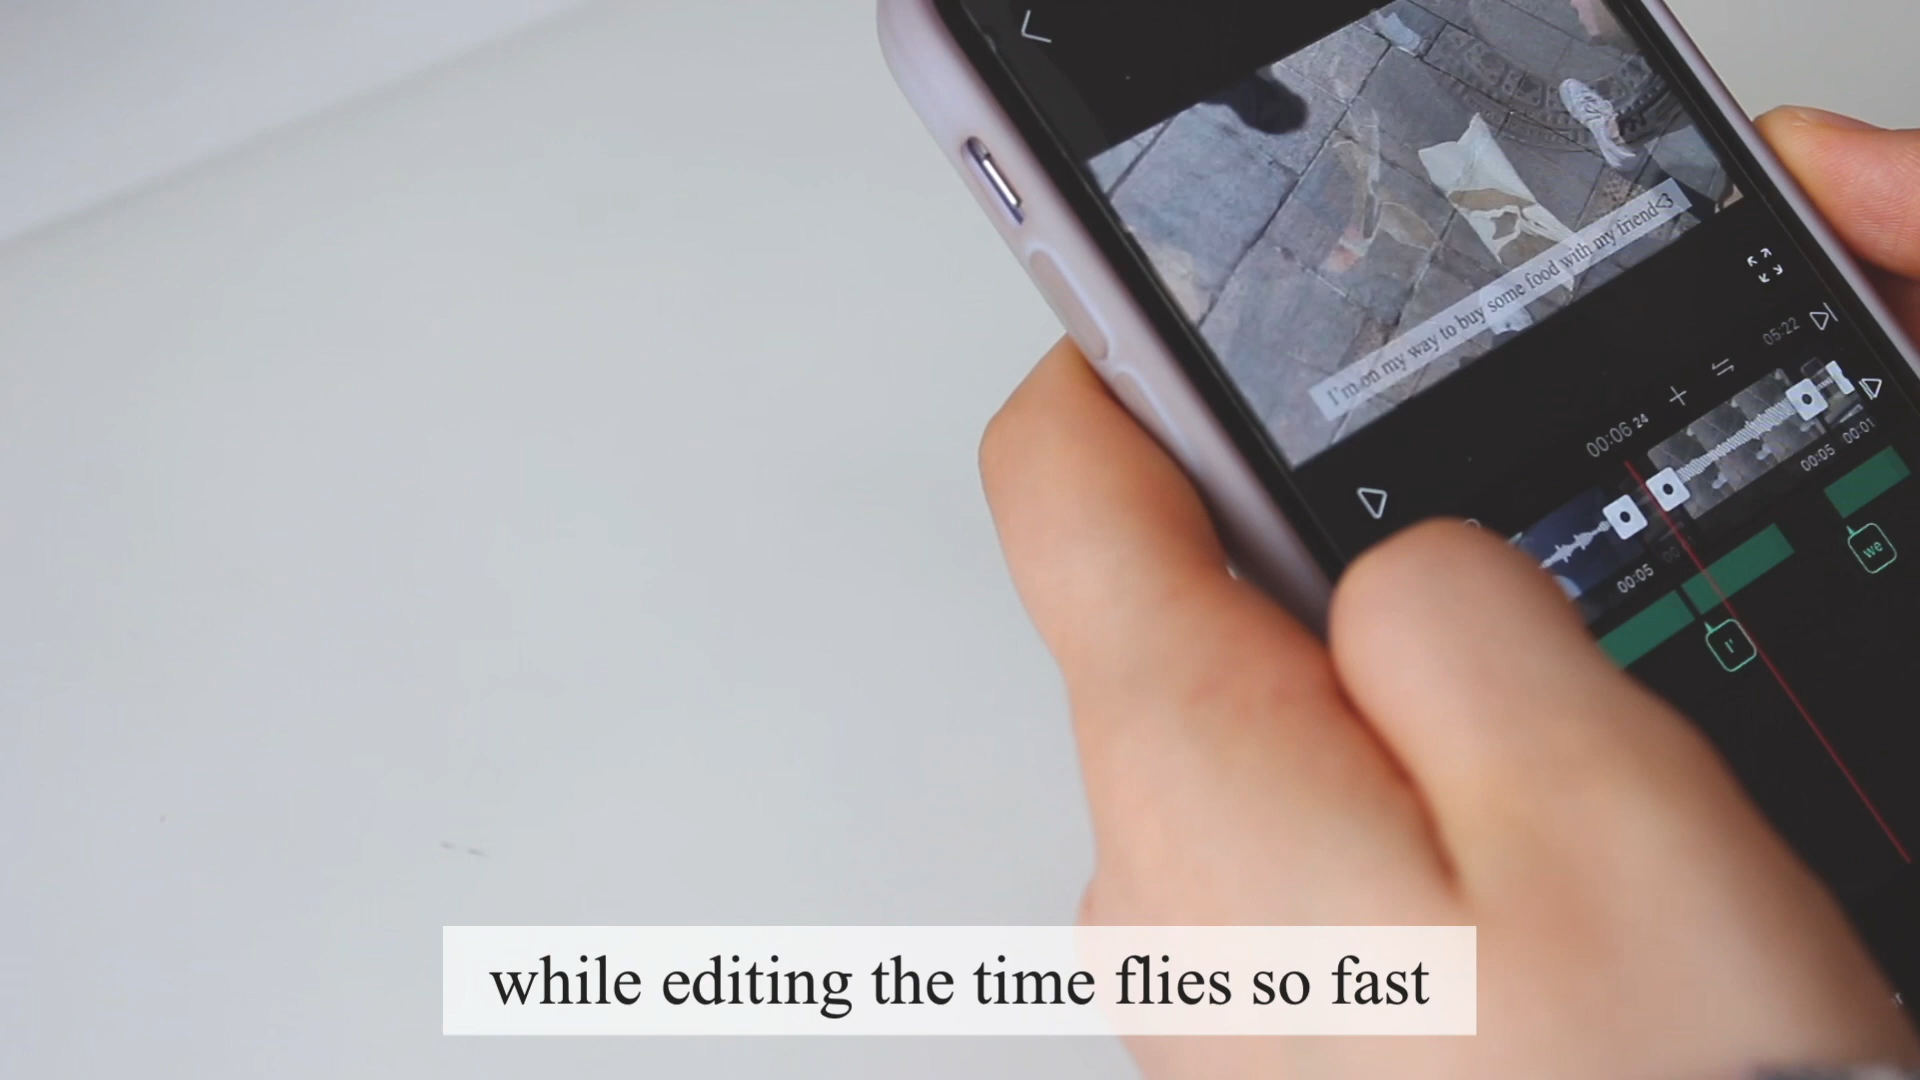 I'm on my way to buy some food with my friend<3
05:22
00:06 24
00:05
00:01
00:05
we
I'
while editing the time flies so fast